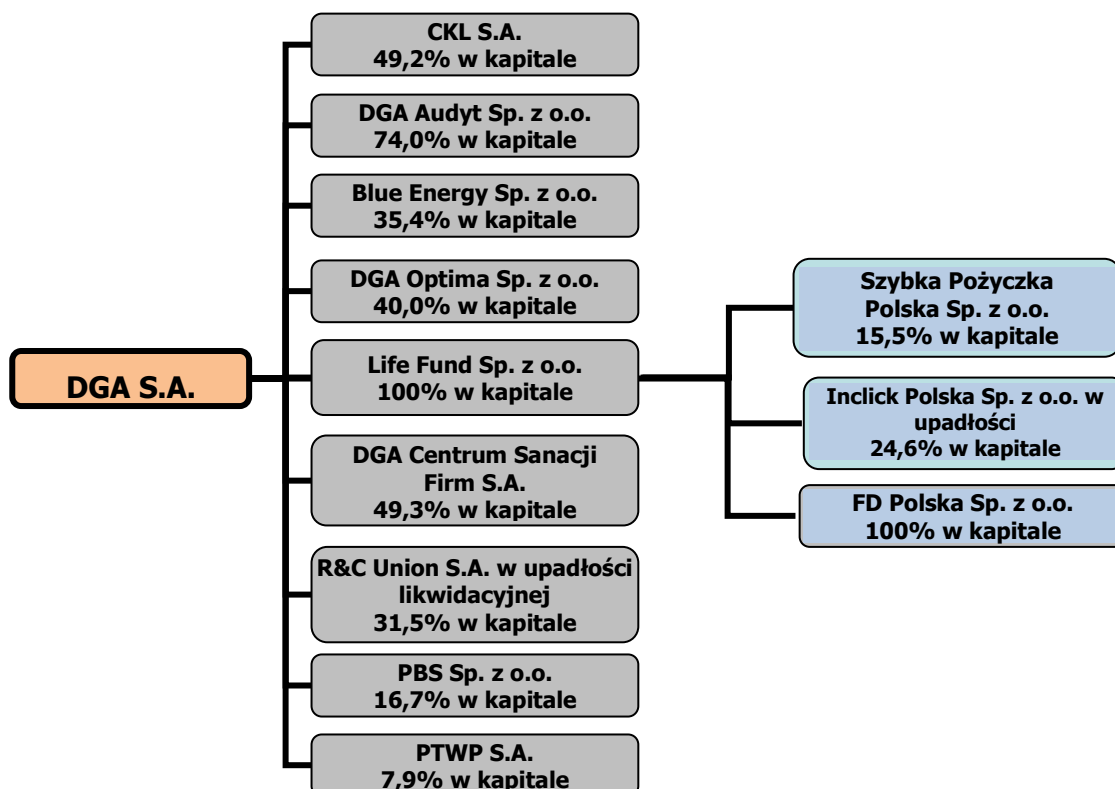 CKL S.A.
49,2% w kapitale
DGA Audyt Sp. z o.o.
74,0% w kapitale
Blue Energy Sp. z o.o.
35,4% w kapitale
DGA Optima Sp. z o.o.
40,0% w kapitale
DGA S.A.
Life Fund Sp. z o.o.
100% w kapitale
DGA Centrum Sanacji
Firm S.A.
49,3% w kapitale
R&C Union S.A. w upadłości
likwidacyjnej
31,5% w kapitale
PBS Sp. z o.o.
16,7% w kapitale
PTWP S.A.
7,9% w kapitale
Szybka Pożyczka
Polska Sp. z o.o.
15,5% w kapitale
Inclick Polska Sp. z o.o. w
upadłości
24,6% w kapitale
FD Polska Sp. z o.o.
100% w kapitale